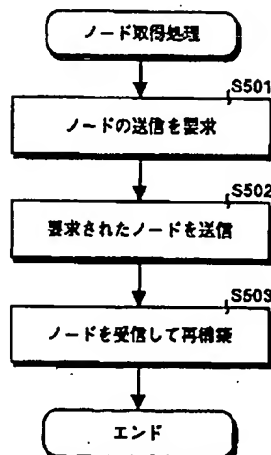 ノード取得処理
S501
ノードの送信を要求
S502
要求されたノードを送信
S503
ノードを受信して再構築
エンド